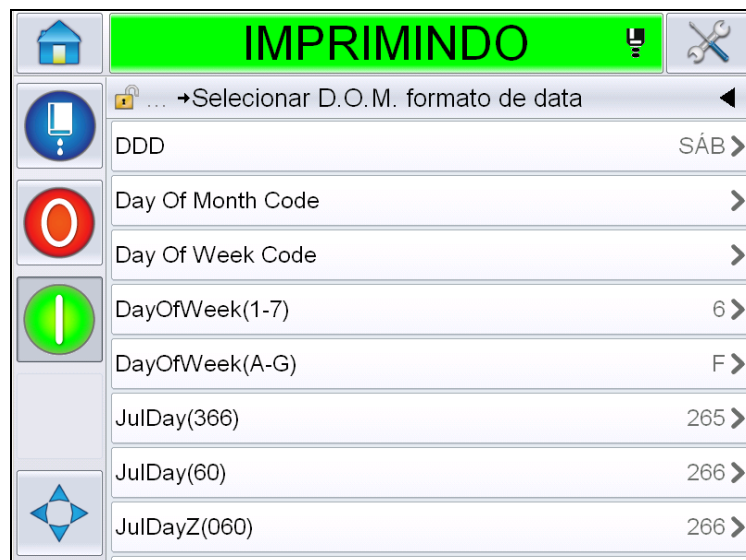 IMPRIMINDO
... →Selecionar D.O.M. formato de data
DDD SÁB
Day Of Month Code
Day Of Week Code
DayOfWeek(1-7) 6
DayOfWeek(A-G) F
JulDay(366) 265
JulDay(60) 266
JulDayZ(060) 266